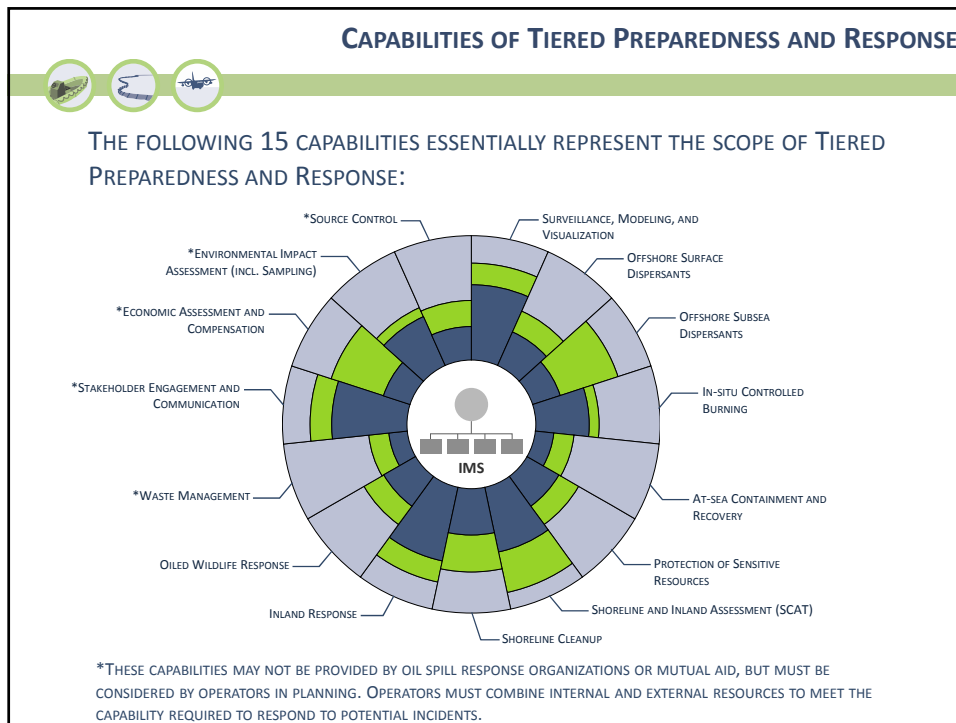 CAPABILITIES OF TIERED PREPAREDNESS AND RESPONSE
THE FOLLOWING 15 CAPABILITIES ESSENTIALLY REPRESENT THE SCOPE OF TIERED
PREPAREDNESS AND RESPONSE:
*SOURCE CONTROL
SURVEILLANCE, MODELING, AND
VISUALIZATION
*ENVIRONMENTAL IMPACT
ASSESSMENT (INCL. SAMPLING)
OFFSHORE SURFACE
DISPERSANTS
*ECONOMIC ASSESSMENT AND
COMPENSATION
OFFSHORE SUBSEA
DISPERSANTS
*STAKEHOLDER ENGAGEMENT AND
COMMUNICATION
IN-SITU CONTROLLED
BURNING
IMS
*WASTE MANAGEMENT
AT-SEA CONTAINMENT AND
RECOVERY
OILED WILDLIFE RESPONSE
PROTECTION OF SENSITIVE
RESOURCES
INLAND RESPONSE
SHORELINE AND INLAND ASSESSMENT (SCAT)
SHORELINE CLEANUP
*THESE CAPABILITIES MAY NOT BE PROVIDED BY OIL SPILL RESPONSE ORGANIZATIONS OR MUTUAL AID, BUT MUST BE
CONSIDERED BY OPERATORS IN PLANNING. OPERATORS MUST COMBINE INTERNAL AND EXTERNAL RESOURCES TO MEET THE
CAPABILITY REQUIRED TO RESPOND TO POTENTIAL INCIDENTS.